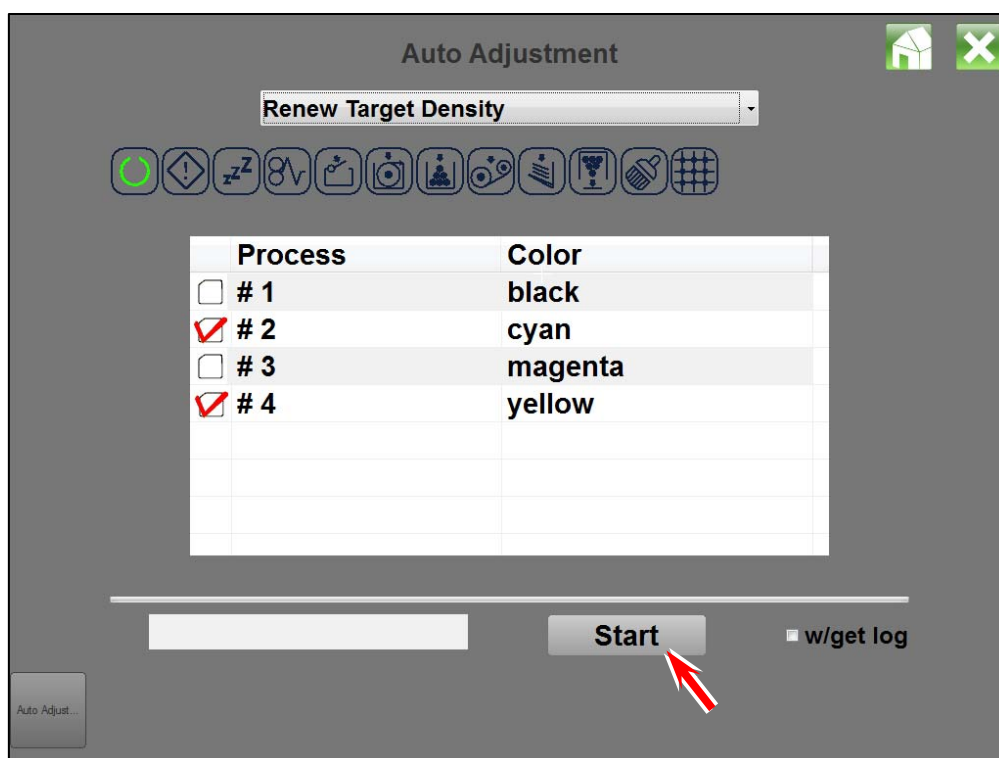 Auto Adjustment
Renew Target Density
zzZ
Process Color
# 1 black
# 2 cyan
# 3 magenta
# 4 yellow
Start w/get log
Auto Adjust...